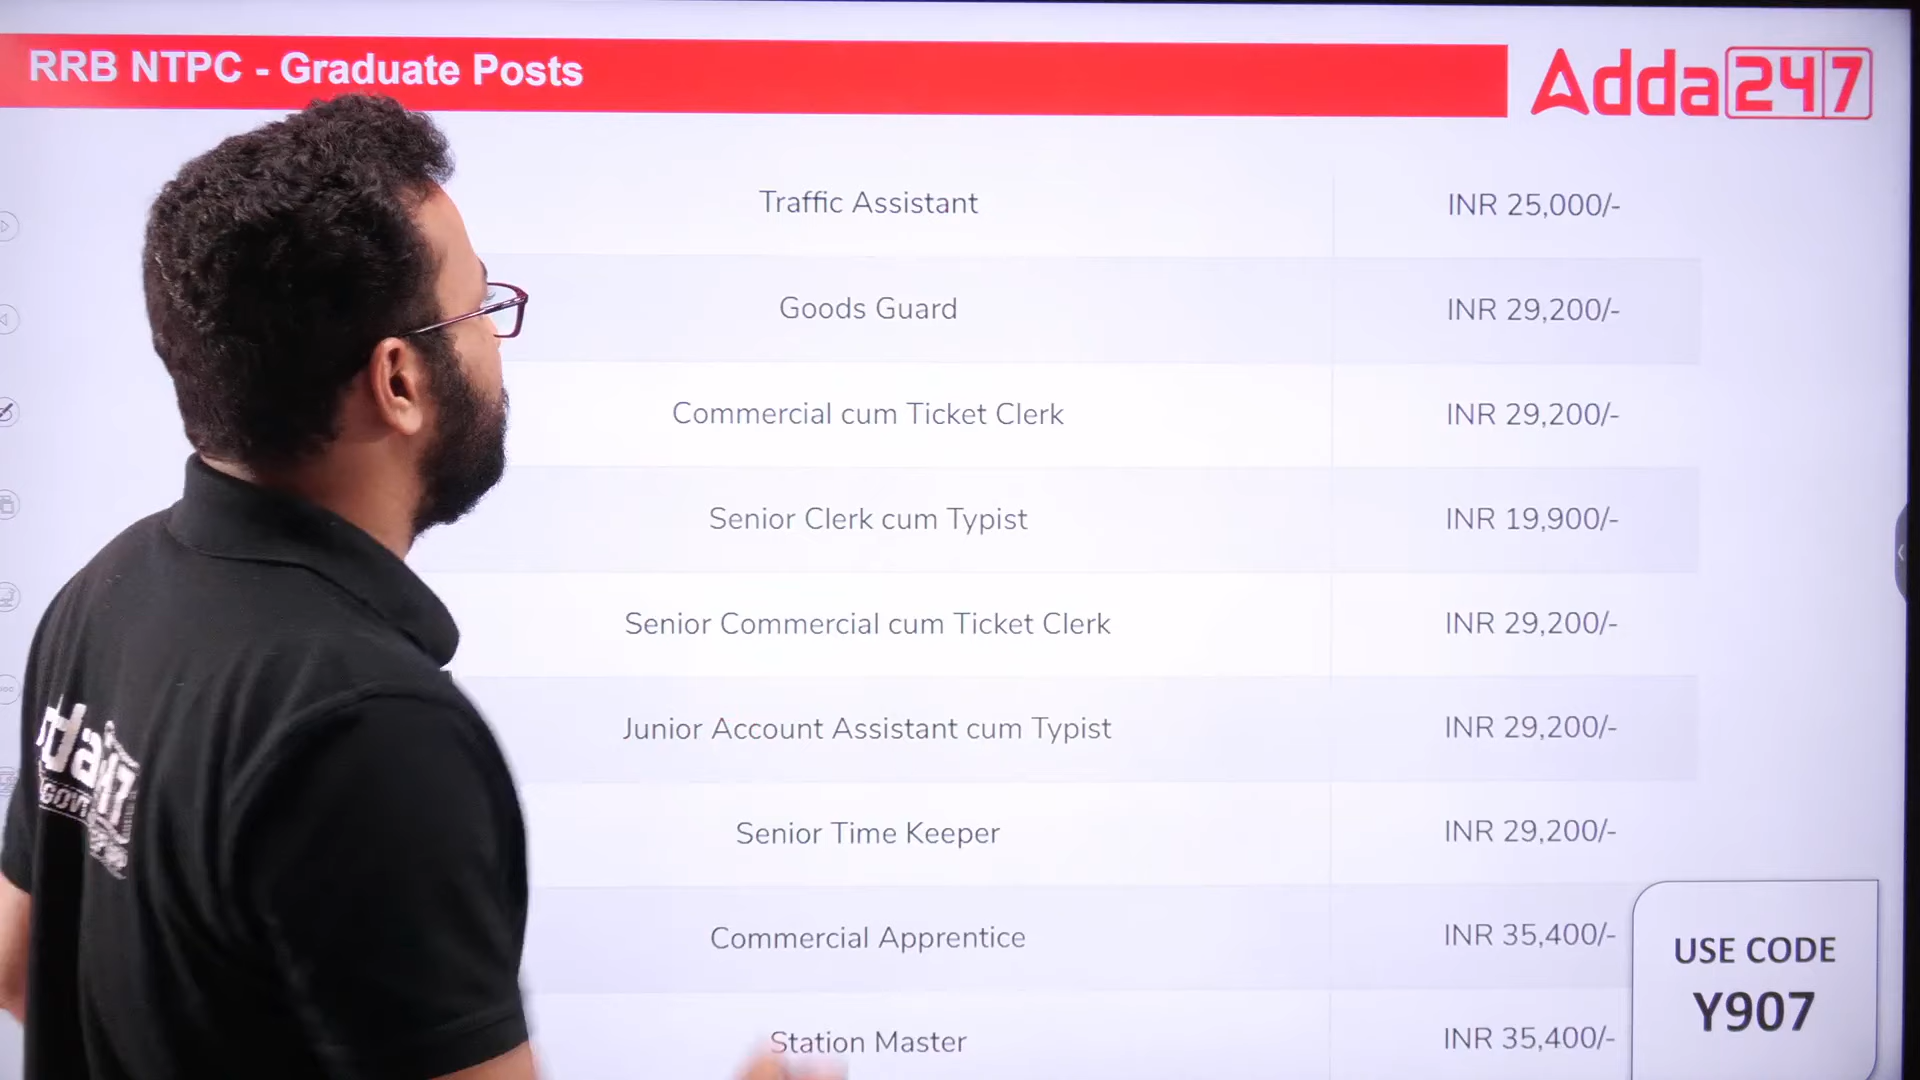 RRB NTPC - Graduate Posts
Adda247
Traffic Assistant INR 25,000/-
Goods Guard INR 29,200/-
Commercial cum Ticket Clerk INR 29,200/-
Senior Clerk cum Typist INR 19,900/-
Senior Commercial cum Ticket Clerk INR 29,200/-
Junior Account Assistant cum Typist INR 29,200/-
Senior Time Keeper INR 29,200/-
Commercial Apprentice INR 35,400/-
Station Master INR 35,400/-
USE CODE
Y907